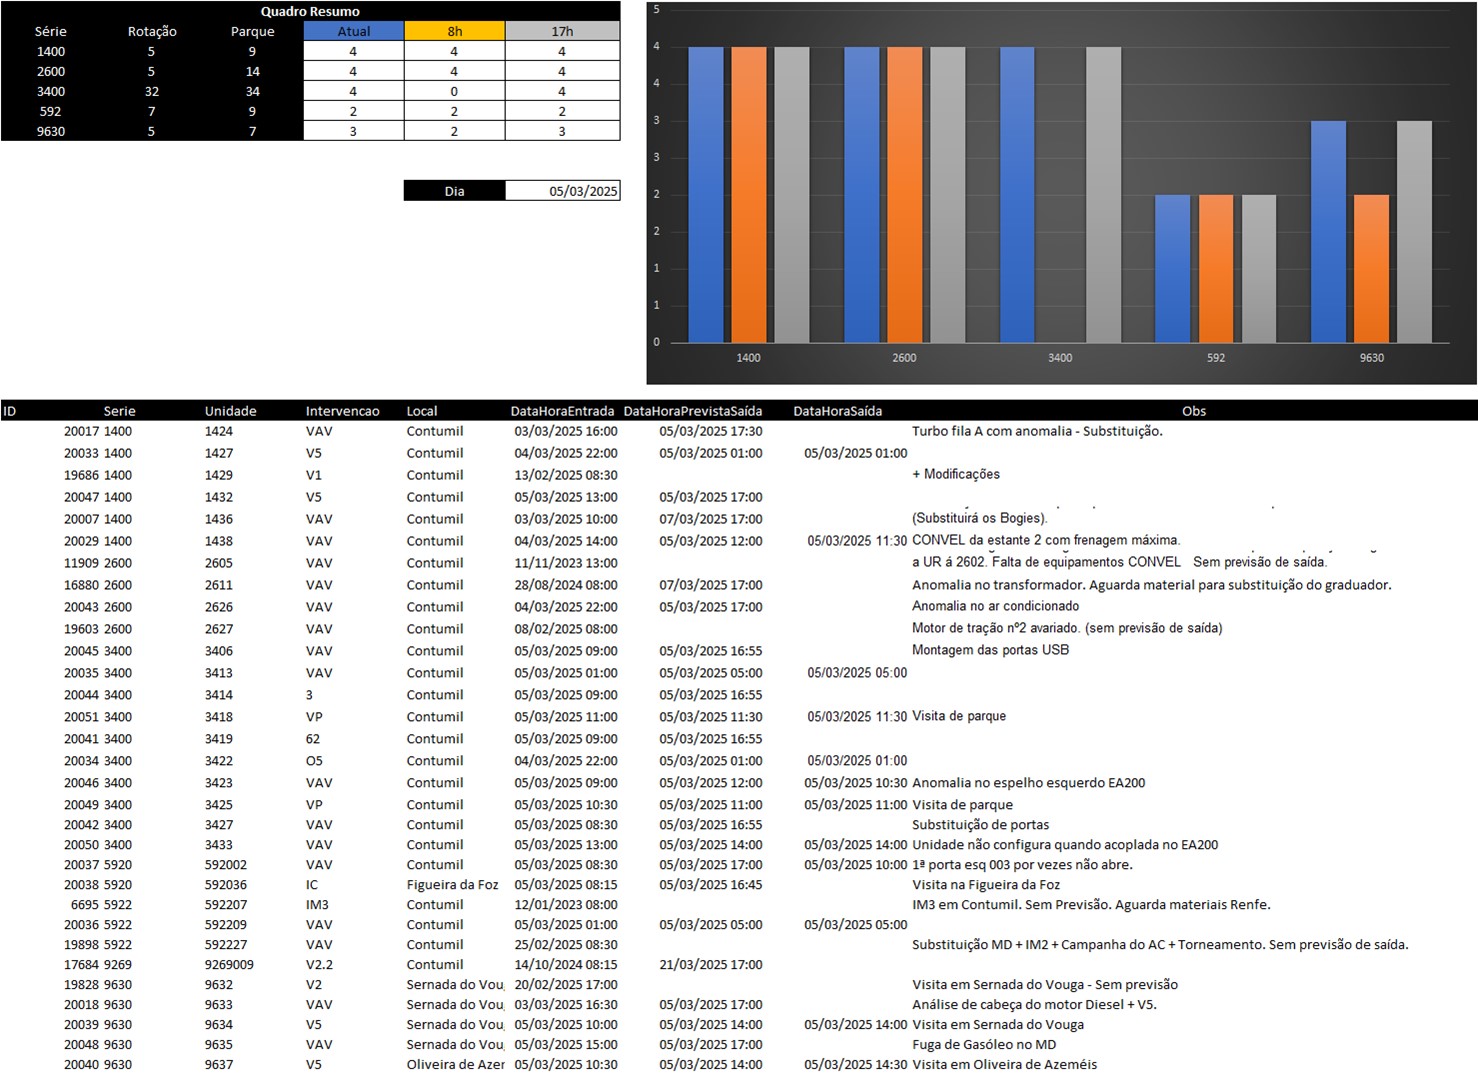 Quadro Resumo
Série Rotação Parque Atual 8h 17h
1400 5 9 4 4 4
2600 5 14 4 4 4
3400 32 34 4 0 4
592 7 9 2 2 2
9630 5 7 3 2 3
Dia 05/03/2025
5
4
4
3
3
2
2
1
1
0
1400 2600 3400 592 9630
ID Serie Unidade Intervencao Local DataHoraEntrada DataHoraPrevistaSaída DataHoraSaída Obs
20017 1400 1424 VAV Contumil 03/03/2025 16:00 05/03/2025 17:30 Turbo fila A com anomalia - Substituição.
20033 1400 1427 V5 Contumil 04/03/2025 22:00 05/03/2025 01:00 05/03/2025 01:00
19686 1400 1429 V1 Contumil 13/02/2025 08:30 + Modificações
20047 1400 1432 V5 Contumil 05/03/2025 13:00 05/03/2025 17:00
20007 1400 1436 VAV Contumil 03/03/2025 10:00 07/03/2025 17:00 (Substituirá os Bogies).
20029 1400 1438 VAV Contumil 04/03/2025 14:00 05/03/2025 12:00 05/03/2025 11:30 CONVEL da estante 2 com frenagem máxima.
11909 2600 2605 VAV Contumil 11/11/2023 13:00 a UR á 2602. Falta de equipamentos CONVEL Sem previsão de saída.
16880 2600 2611 VAV Contumil 28/08/2024 08:00 07/03/2025 17:00 Anomalia no transformador. Aguarda material para substituição do graduador.
20043 2600 2626 VAV Contumil 04/03/2025 22:00 05/03/2025 17:00 Anomalia no ar condicionado
19603 2600 2627 VAV Contumil 08/02/2025 08:00 Motor de tração nº2 avariado. (sem previsão de saída)
20045 3400 3406 VAV Contumil 05/03/2025 09:00 05/03/2025 16:55 Montagem das portas USB
20035 3400 3413 VAV Contumil 05/03/2025 01:00 05/03/2025 05:00 05/03/2025 05:00
20044 3400 3414 3 Contumil 05/03/2025 09:00 05/03/2025 16:55
20051 3400 3418 VP Contumil 05/03/2025 11:00 05/03/2025 11:30 05/03/2025 11:30 Visita de parque
20041 3400 3419 62 Contumil 05/03/2025 09:00 05/03/2025 16:55
20034 3400 3422 O5 Contumil 04/03/2025 22:00 05/03/2025 01:00 05/03/2025 01:00
20046 3400 3423 VAV Contumil 05/03/2025 09:00 05/03/2025 12:00 05/03/2025 10:30 Anomalia no espelho esquerdo EA200
20049 3400 3425 VP Contumil 05/03/2025 10:30 05/03/2025 11:00 05/03/2025 11:00 Visita de parque
20042 3400 3427 VAV Contumil 05/03/2025 08:30 05/03/2025 16:55 Substituição de portas
20050 3400 3433 VAV Contumil 05/03/2025 13:00 05/03/2025 14:00 05/03/2025 14:00 Unidade não configura quando acoplada no EA200
20037 5920 592002 VAV Contumil 05/03/2025 08:30 05/03/2025 17:00 05/03/2025 10:00 1ª porta esq 003 por vezes não abre.
20038 5920 592036 IC Figueira da Foz 05/03/2025 08:15 05/03/2025 16:45 Visita na Figueira da Foz
6695 5922 592207 IM3 Contumil 12/01/2023 08:00 IM3 em Contumil. Sem Previsão. Aguarda materiais Renfe.
20036 5922 592209 VAV Contumil 05/03/2025 01:00 05/03/2025 05:00 05/03/2025 05:00
19898 5922 592227 VAV Contumil 25/02/2025 08:30 Substituição MD + IM2 + Campanha do AC + Torneamento. Sem previsão de saída.
17684 9269 9269009 V2.2 Contumil 14/10/2024 08:15 21/03/2025 17:00
19828 9630 9632 V2 Sernada do Vou 20/02/2025 17:00 Visita em Sernada do Vouga - Sem previsão
20018 9630 9633 VAV Sernada do Vou 03/03/2025 16:30 05/03/2025 17:00 Análise de cabeça do motor Diesel + V5.
20039 9630 9634 V5 Sernada do Vou 05/03/2025 10:00 05/03/2025 14:00 05/03/2025 14:00 Visita em Sernada do Vouga
20048 9630 9635 VAV Sernada do Vou 05/03/2025 15:00 05/03/2025 17:00 Fuga de Gasóleo no MD
20040 9630 9637 V5 Oliveira de Azer 05/03/2025 10:30 05/03/2025 14:00 05/03/2025 14:30 Visita em Oliveira de Azeméis